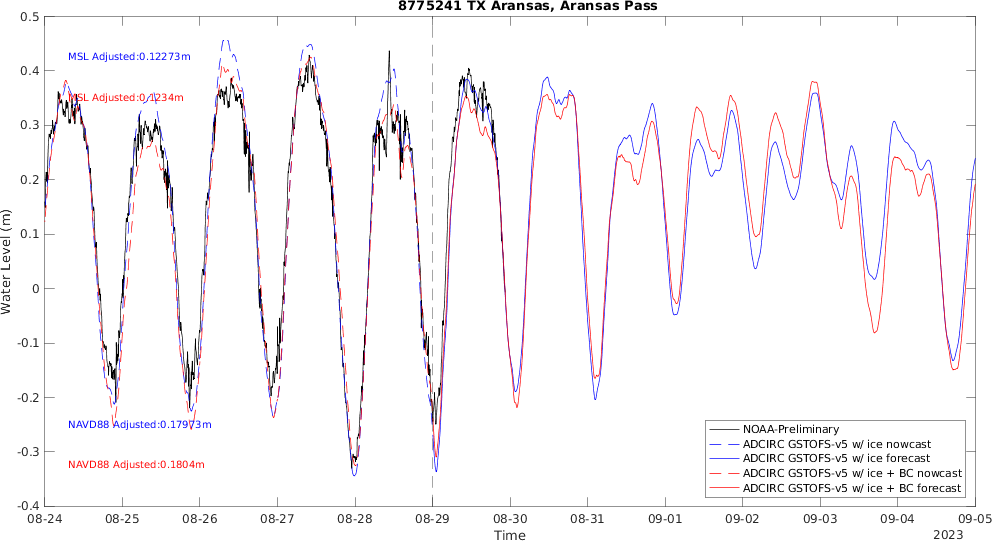 8775241 TX Aransas, Aransas Pass
0.5
0.4
0.3
0.2
0.1
0
-0.1
-0.2
-0.3
-0.4
Water Level (m)
MSL Adjusted:0.12273m
MSL Adjusted:0.1234m
NAVD88 Adjusted:0.17973m
NAVD88 Adjusted:0.1804m
NOAA-Preliminary
ADCIRC GSTOFS-v5 w/ ice nowcast
ADCIRC GSTOFS-v5 w/ ice forecast
ADCIRC GSTOFS-v5 w/ ice + BC nowcast
ADCIRC GSTOFS-v5 w/ ice + BC forecast
08-24 08-25 08-26 08-27 08-28 08-29 08-30 08-31 09-01 09-02 09-03 09-04 09-05
Time
2023